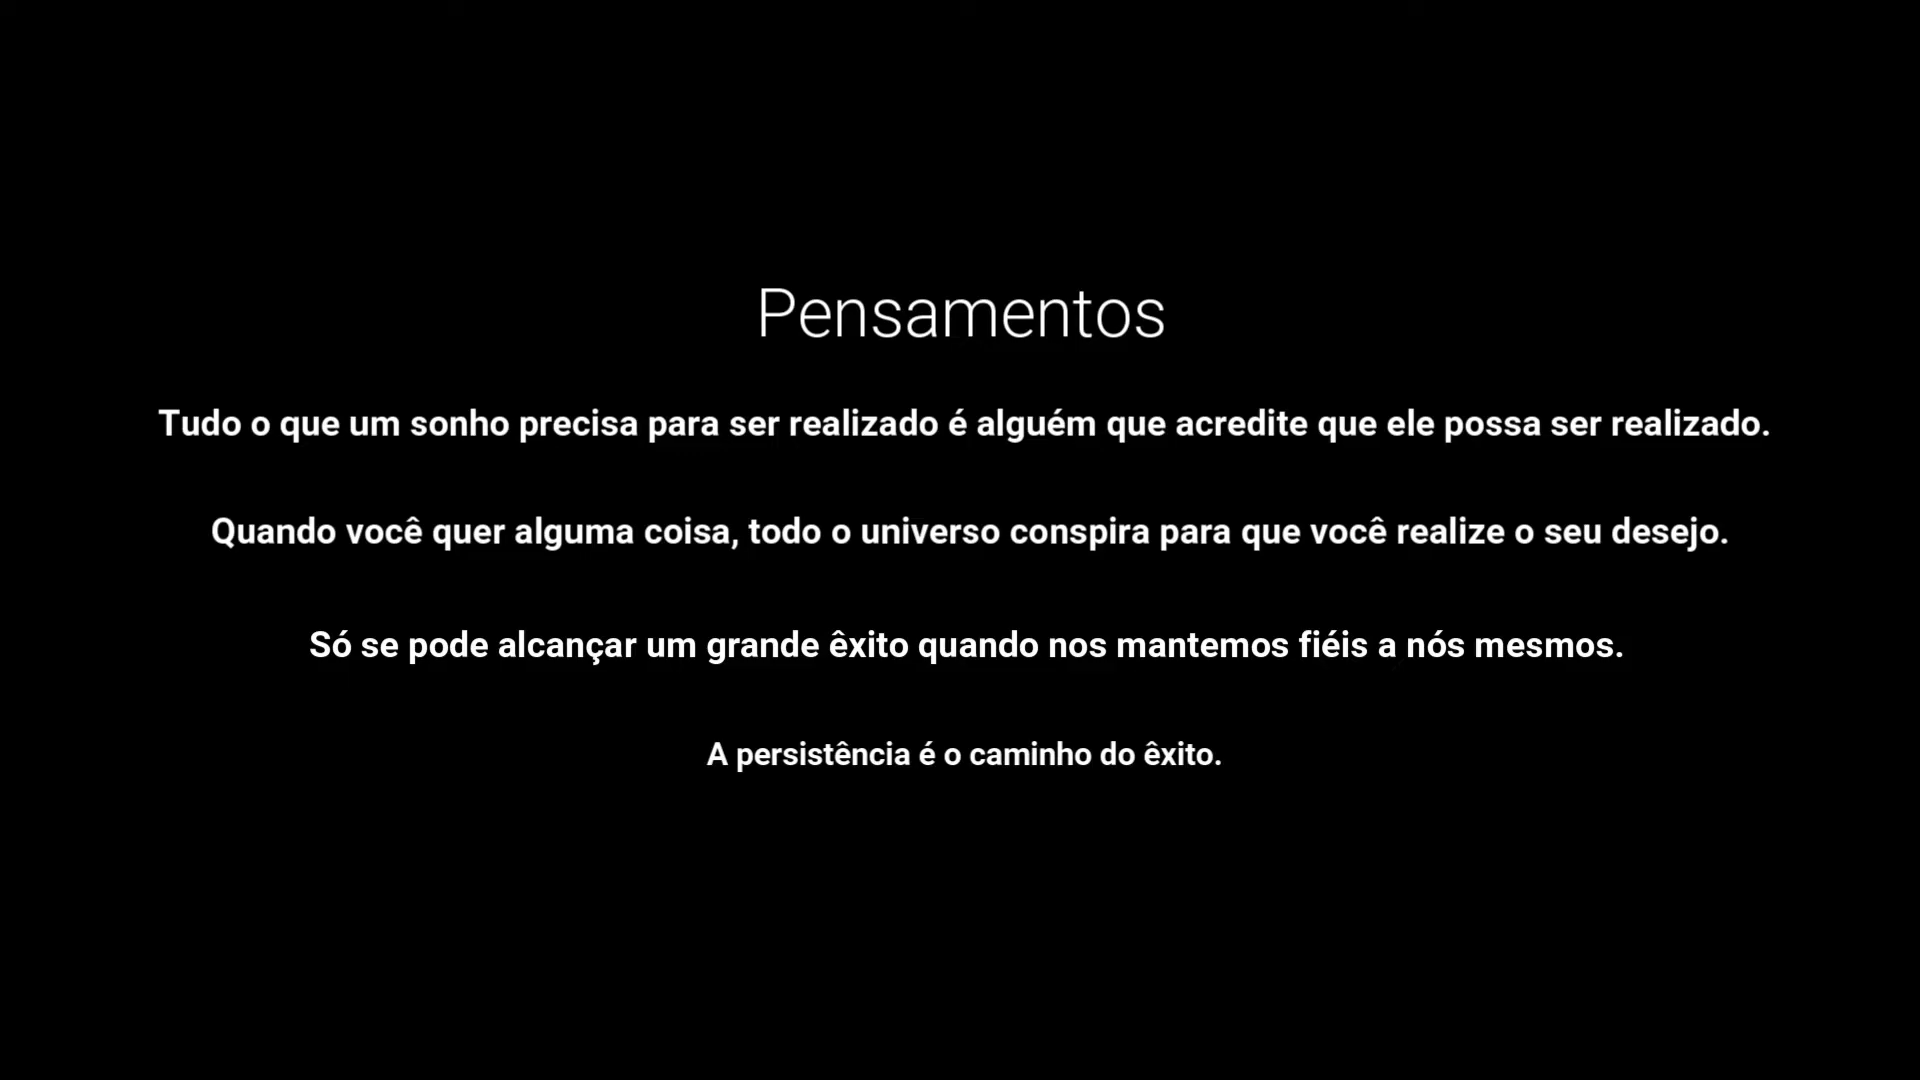 Pensamentos
Tudo o que um sonho precisa para ser realizado é alguém que acredite que ele possa ser realizado.
Quando você quer alguma coisa, todo o universo conspira para que você realize o seu desejo.
Só se pode alcançar um grande êxito quando nos mantemos fiéis a nós mesmos.
A persistência é o caminho do êxito.